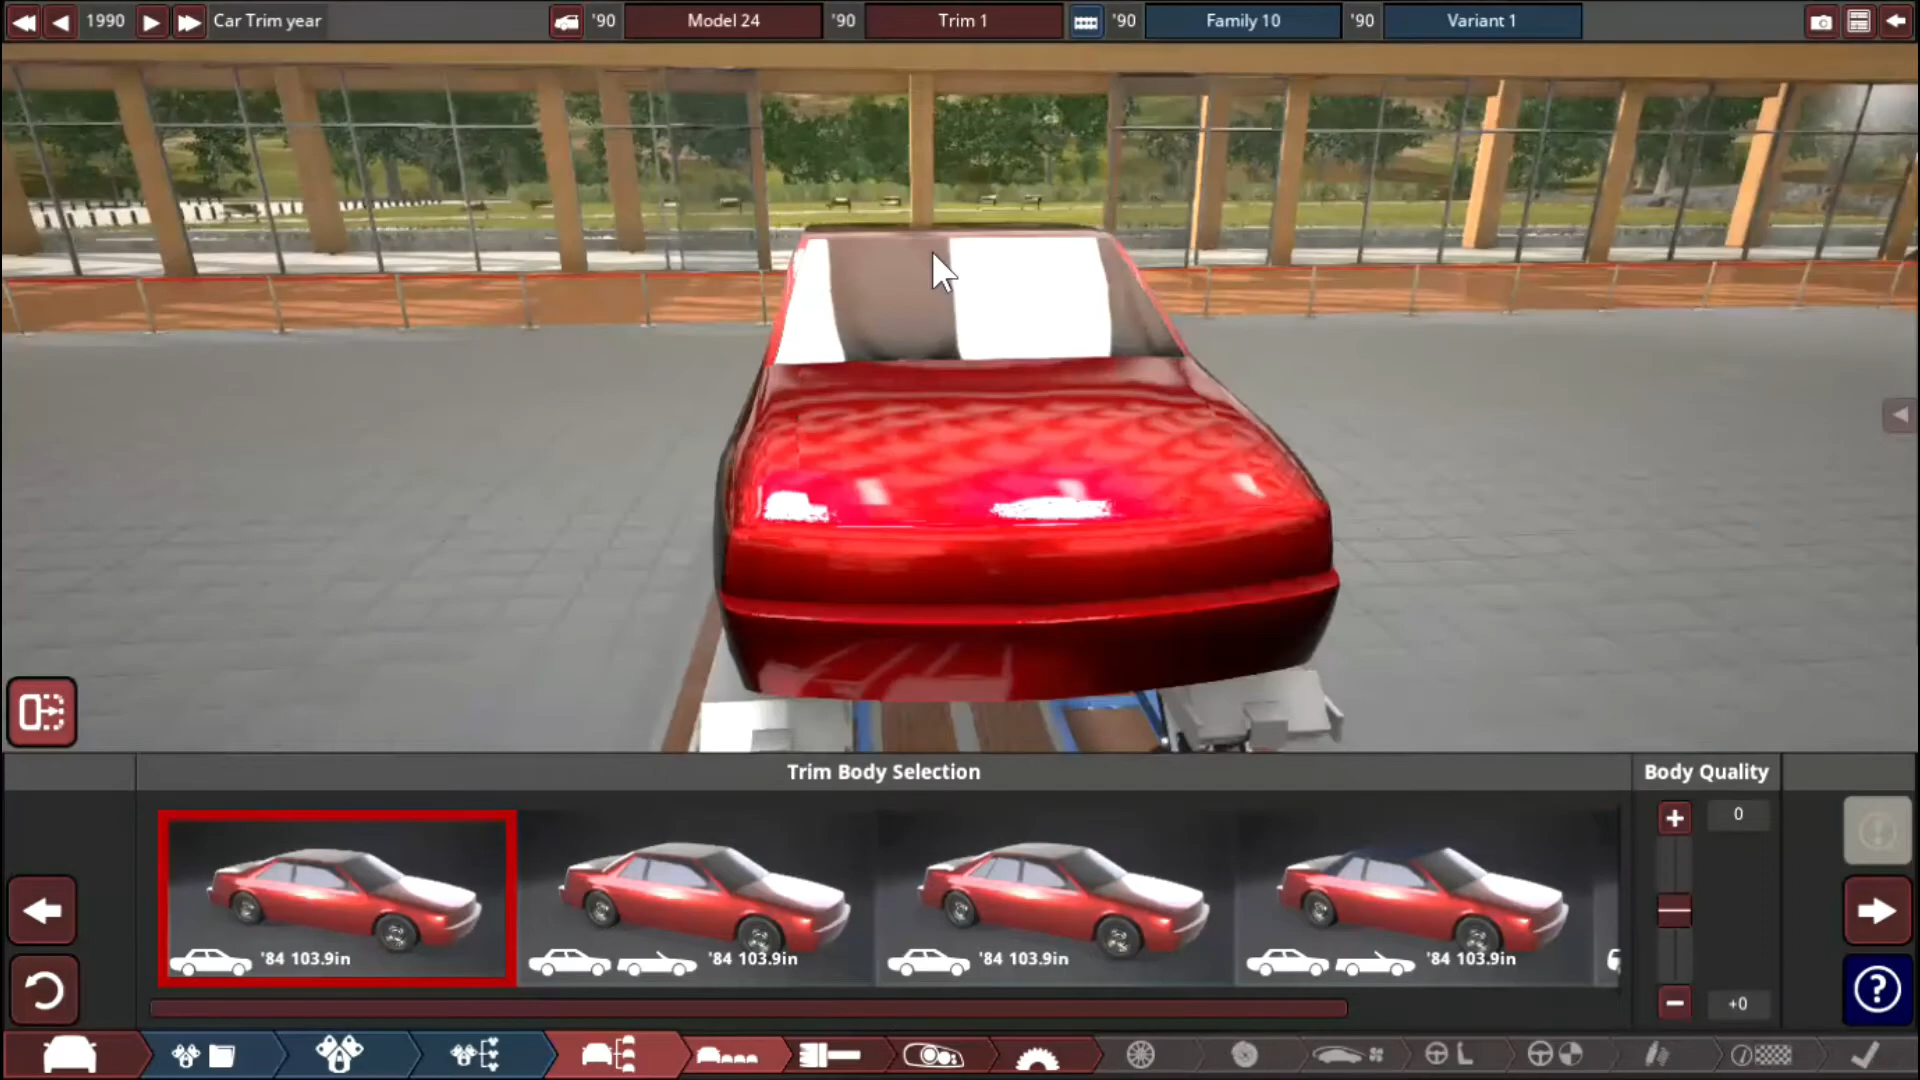 1990 Car Trim year '90 Model 24 '90 Trim 1 '90 Family 10 '90 Variant 1
Trim Body Selection
Body Quality
0
'84 103.9in
'84 103.9in
'84 103.9in
'84 103.9in
+0